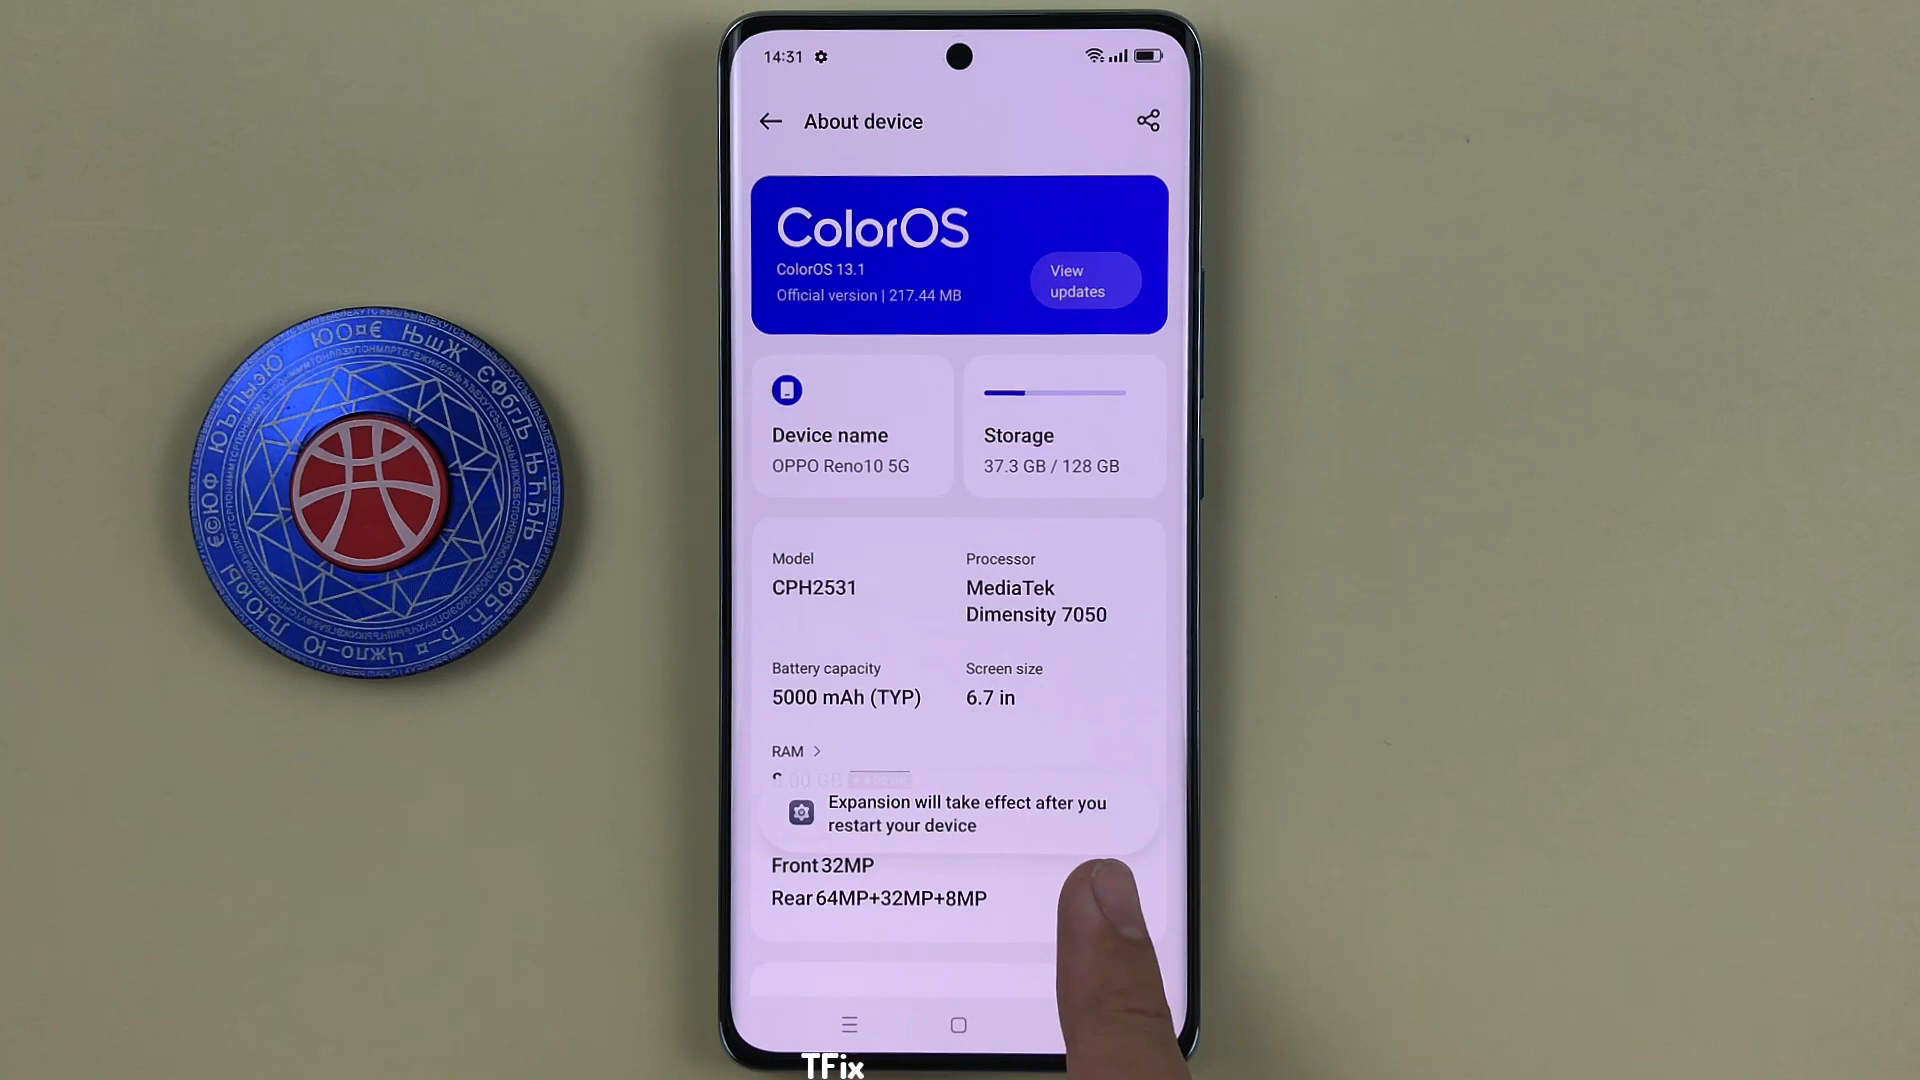 14:31
About device
ColorOS
ColorOS 13.1
Official version | 217.44 MB
View
updates
Device name
OPPO Reno10 5G
Storage
37.3 GB / 128 GB
Model
CPH2531
Processor
MediaTek
Dimensity 7050
Battery capacity
5000 mAh (TYP)
Screen size
6.7 in
RAM >
Expansion will take effect after you
restart your device
Front 32MP
Rear 64MP+32MP+8MP
TFix